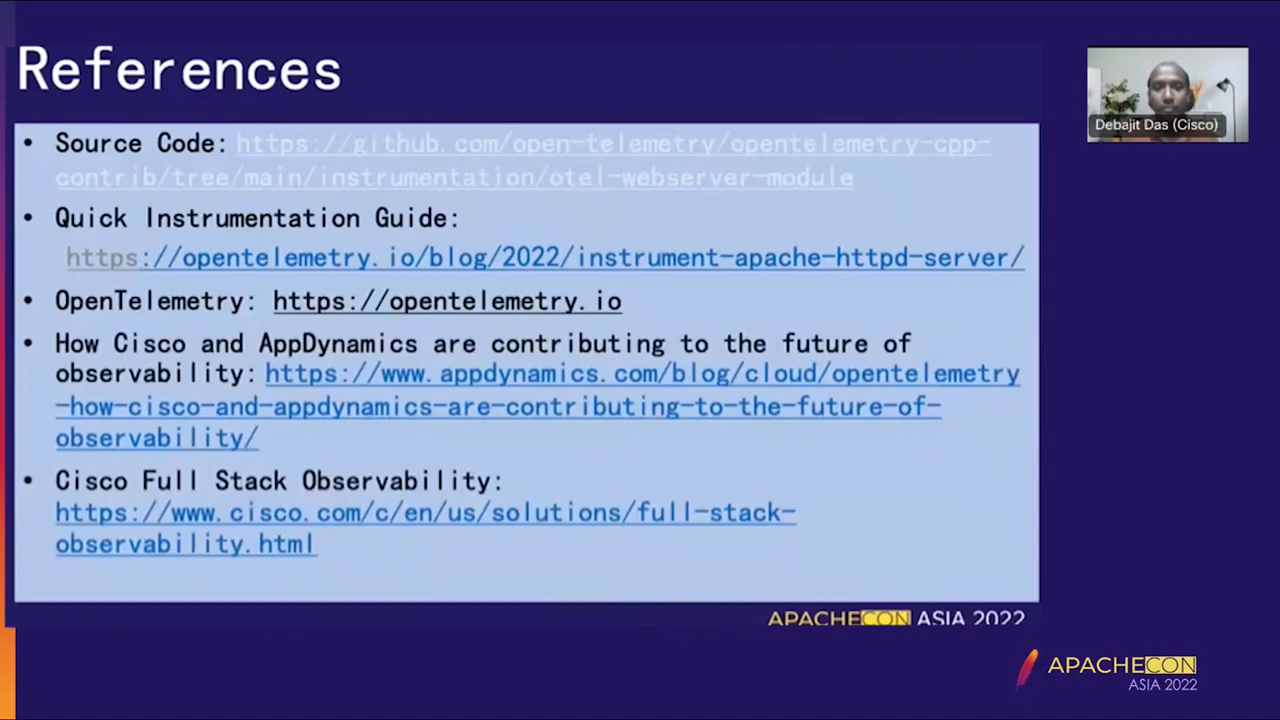 References
• Source Code: https://github.com/open-telemetry/opentelemetry-cpp-
contrib/tree/main/instrumentation/otel-webserver-module
• Quick Instrumentation Guide:
https://opentelemetry.io/blog/2022/instrument-apache-httpd-server/
• OpenTelemetry: https://opentelemetry.io
• How Cisco and AppDynamics are contributing to the future of
observability: https://www.appdynamics.com/blog/cloud/opentelemetry
-how-cisco-and-appdynamics-are-contributing-to-the-future-of-
observability/
• Cisco Full Stack Observability:
https://www.cisco.com/c/en/us/solutions/full-stack-
observability.html
APACHECON ASIA 2022
Debajit Das (Cisco)
APACHECON
ASIA 2022